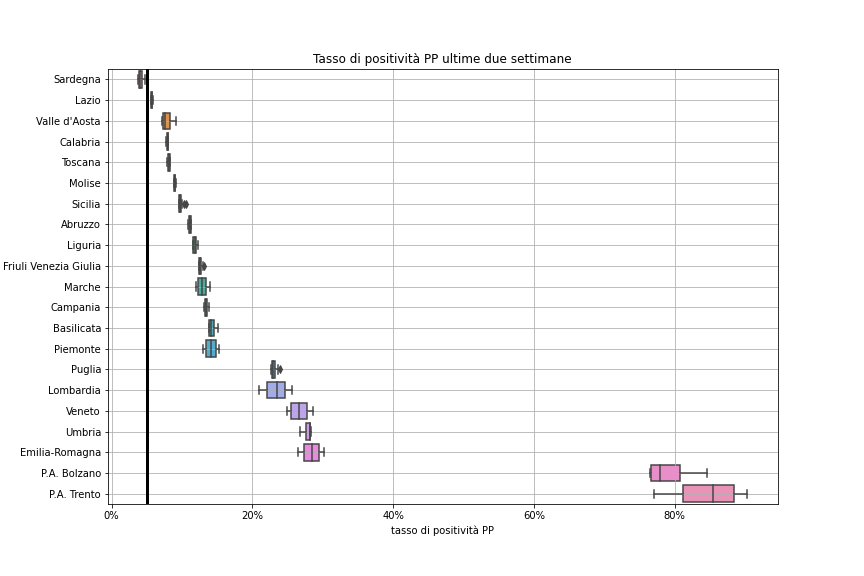 Tasso di positività PP ultime due settimane
Sardegna
Lazio
Valle d'Aosta
Calabria
Toscana
Molise
Sicilia
Abruzzo
Liguria
Friuli Venezia Giulia
Marche
Campania
Basilicata
Piemonte
Puglia
Lombardia
Veneto
Umbria
Emilia-Romagna
P.A. Bolzano
P.A. Trento
0% 20% 40% 60% 80%
tasso di positività PP